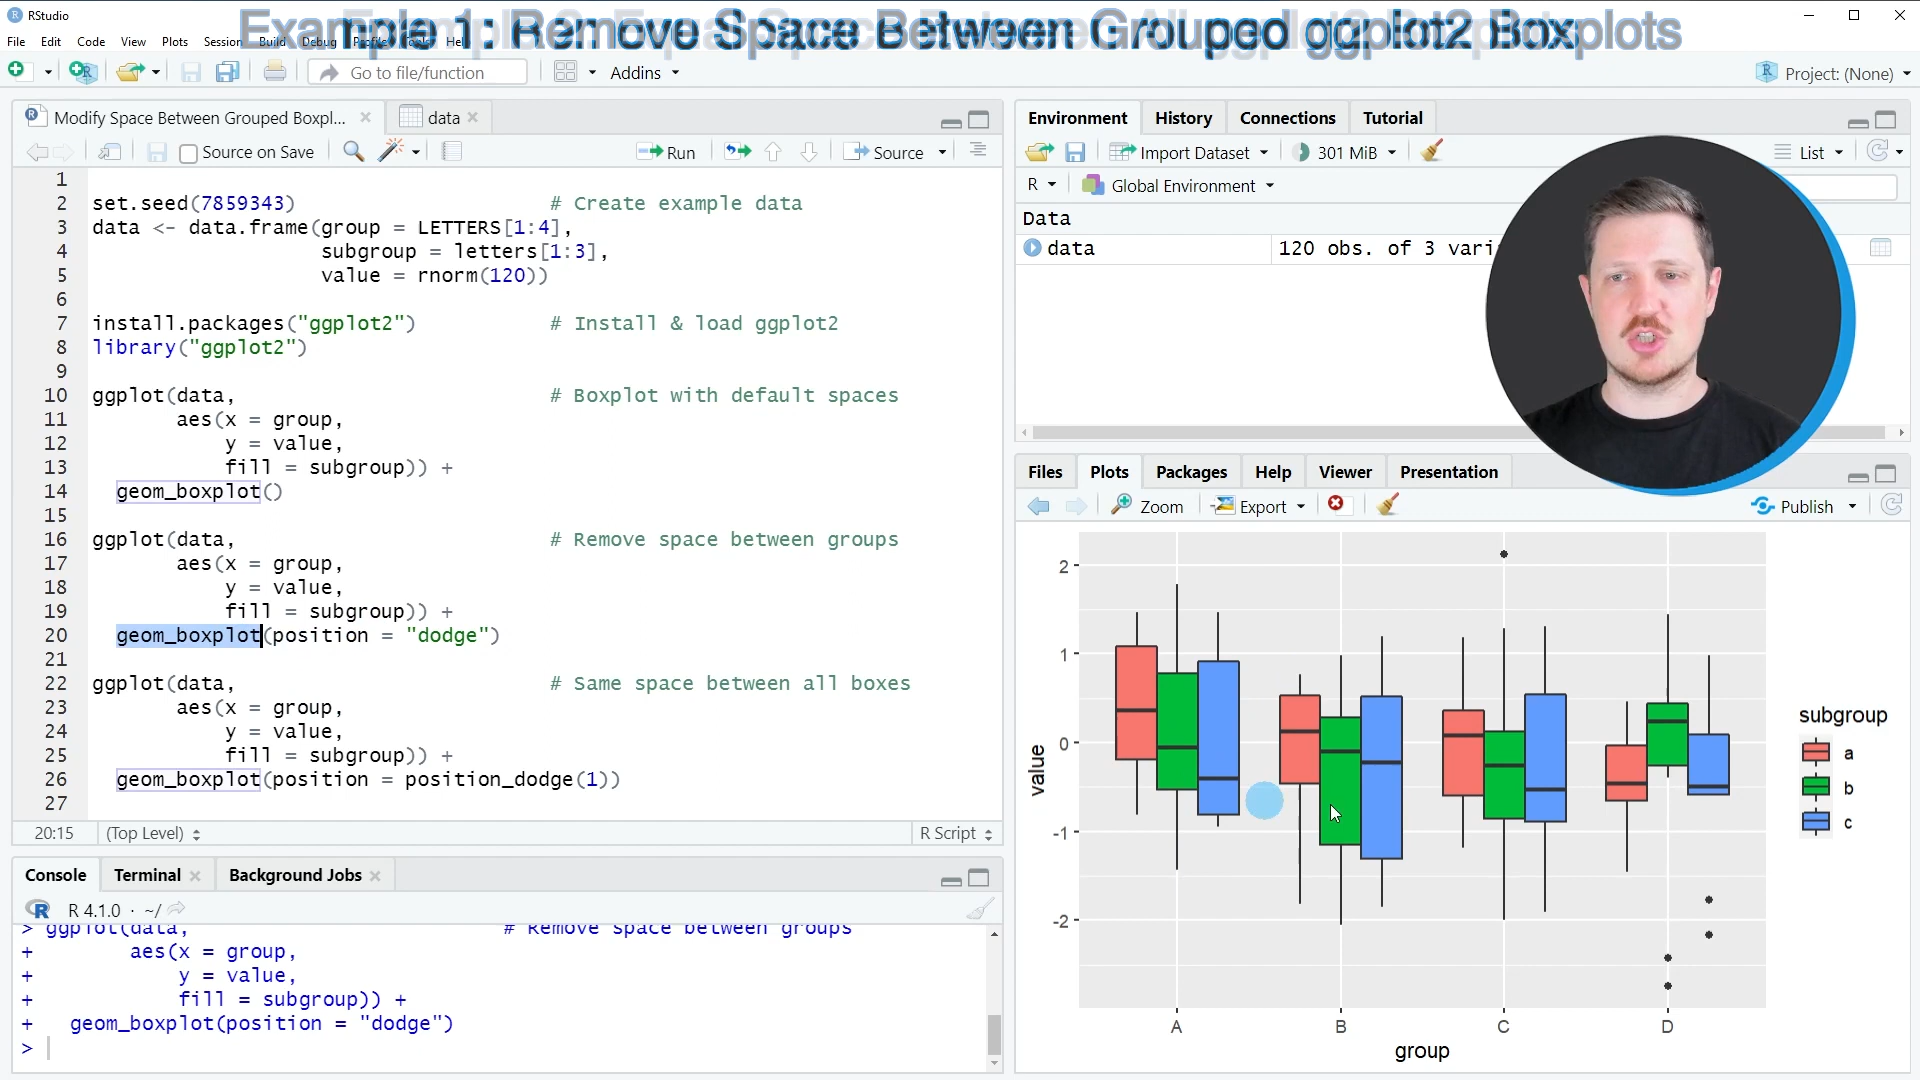 RStudio
Example 1: Remove Space Between Grouped ggplot2 Boxplots
File Edit Code View Plots Session Build Debug Profile Tools Help
Go to file/function
Addins
Project: (None)
Modify Space Between Grouped Boxpl...
data
Source on Save
Run
Source
1
2 set.seed(7859343) # Create example data
3 data <- data.frame(group = LETTERS[1:4],
4 subgroup = letters[1:3],
5 value = rnorm(120))
6
7 install.packages("ggplot2") # Install & load ggplot2
8 library("ggplot2")
9
10 ggplot(data, # Boxplot with default spaces
11 aes(x = group,
12 y = value,
13 fill = subgroup)) +
14 geom_boxplot()
15
16 ggplot(data, # Remove space between groups
17 aes(x = group,
18 y = value,
19 fill = subgroup)) +
20 geom_boxplot(position = "dodge")
21
22 ggplot(data, # Same space between all boxes
23 aes(x = group,
24 y = value,
25 fill = subgroup)) +
26 geom_boxplot(position = position_dodge(1))
27
20:15 (Top Level) R Script
Console Terminal Background Jobs
R 4.1.0 · ~/
> ggplot(data, # Remove space between groups
+ aes(x = group,
+ y = value,
+ fill = subgroup)) +
+ geom_boxplot(position = "dodge")
>
Environment History Connections Tutorial
Import Dataset 301 MiB List
R Global Environment
Data
data 120 obs. of 3 vari
Files Plots Packages Help Viewer Presentation
Zoom Export Publish
2
1
0
-1
-2
value
A B C D
group
subgroup
a
b
c